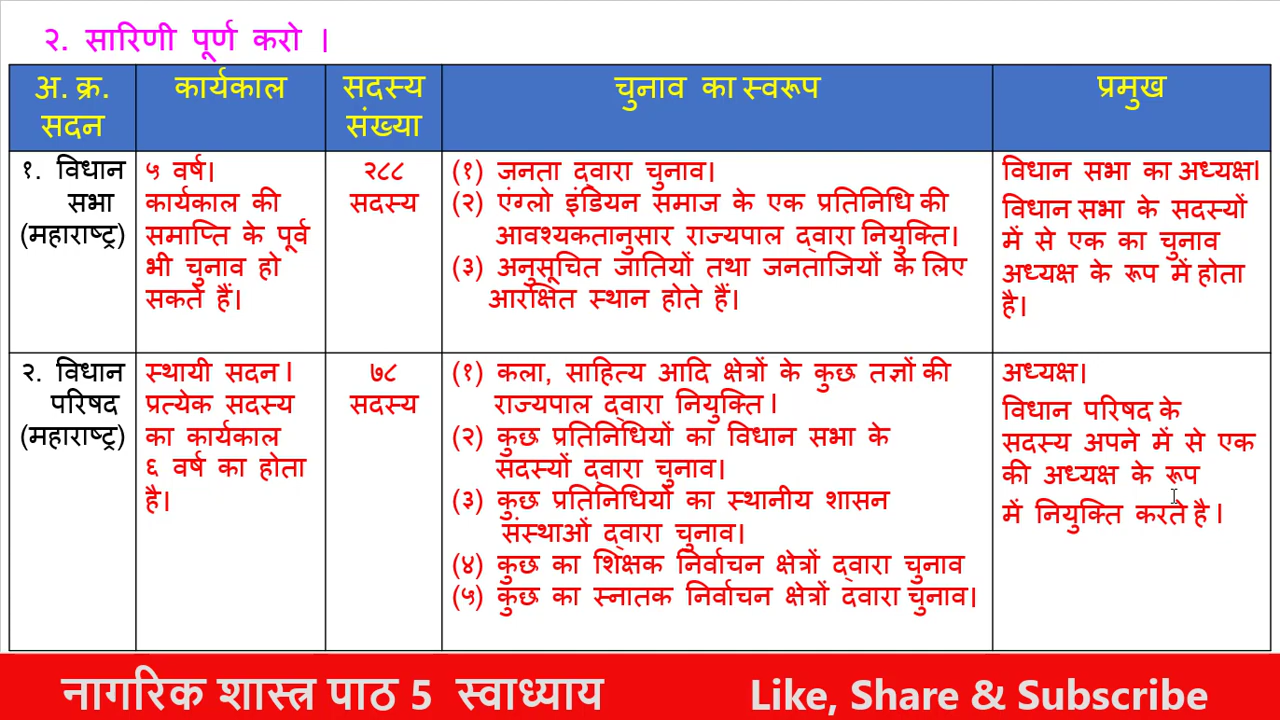 २. सारिणी पूर्ण करो ।
अ. क्र.
सदन
कार्यकाल
सदस्य
संख्या
चुनाव का स्वरूप
प्रमुख
१. विधान
सभा
(महाराष्ट्र)
५ वर्ष।
कार्यकाल की
समाप्ति के पूर्व
भी चुनाव हो
सकते हैं।
२८८
सदस्य
(१) जनता द्वारा चुनाव।
(२) एंग्लो इंडियन समाज के एक प्रतिनिधि की
आवश्यकतानुसार राज्यपाल द्वारा नियुक्ति।
(३) अनुसूचित जातियों तथा जनताजियों के लिए
आरक्षित स्थान होते हैं।
विधान सभा का अध्यक्ष।
विधान सभा के सदस्यों
में से एक का चुनाव
अध्यक्ष के रूप में होता
है।
२. विधान
परिषद
(महाराष्ट्र)
स्थायी सदन।
प्रत्येक सदस्य
का कार्यकाल
६ वर्ष का होता
है।
७८
सदस्य
(१) कला, साहित्य आदि क्षेत्रों के कुछ तज्ञों की
राज्यपाल द्वारा नियुक्ति।
(२) कुछ प्रतिनिधियों का विधान सभा के
सदस्यों द्वारा चुनाव।
(३) कुछ प्रतिनिधियों का स्थानीय शासन
संस्थाओं द्वारा चुनाव।
(४) कुछ का शिक्षक निर्वाचन क्षेत्रों द्वारा चुनाव
(५) कुछ का स्नातक निर्वाचन क्षेत्रों दवारा चुनाव।
अध्यक्ष।
विधान परिषद के
सदस्य अपने में से एक
की अध्यक्ष के रूप
में नियुक्ति करते है।
नागरिक शास्त्र पाठ 5 स्वाध्याय
Like, Share & Subscribe